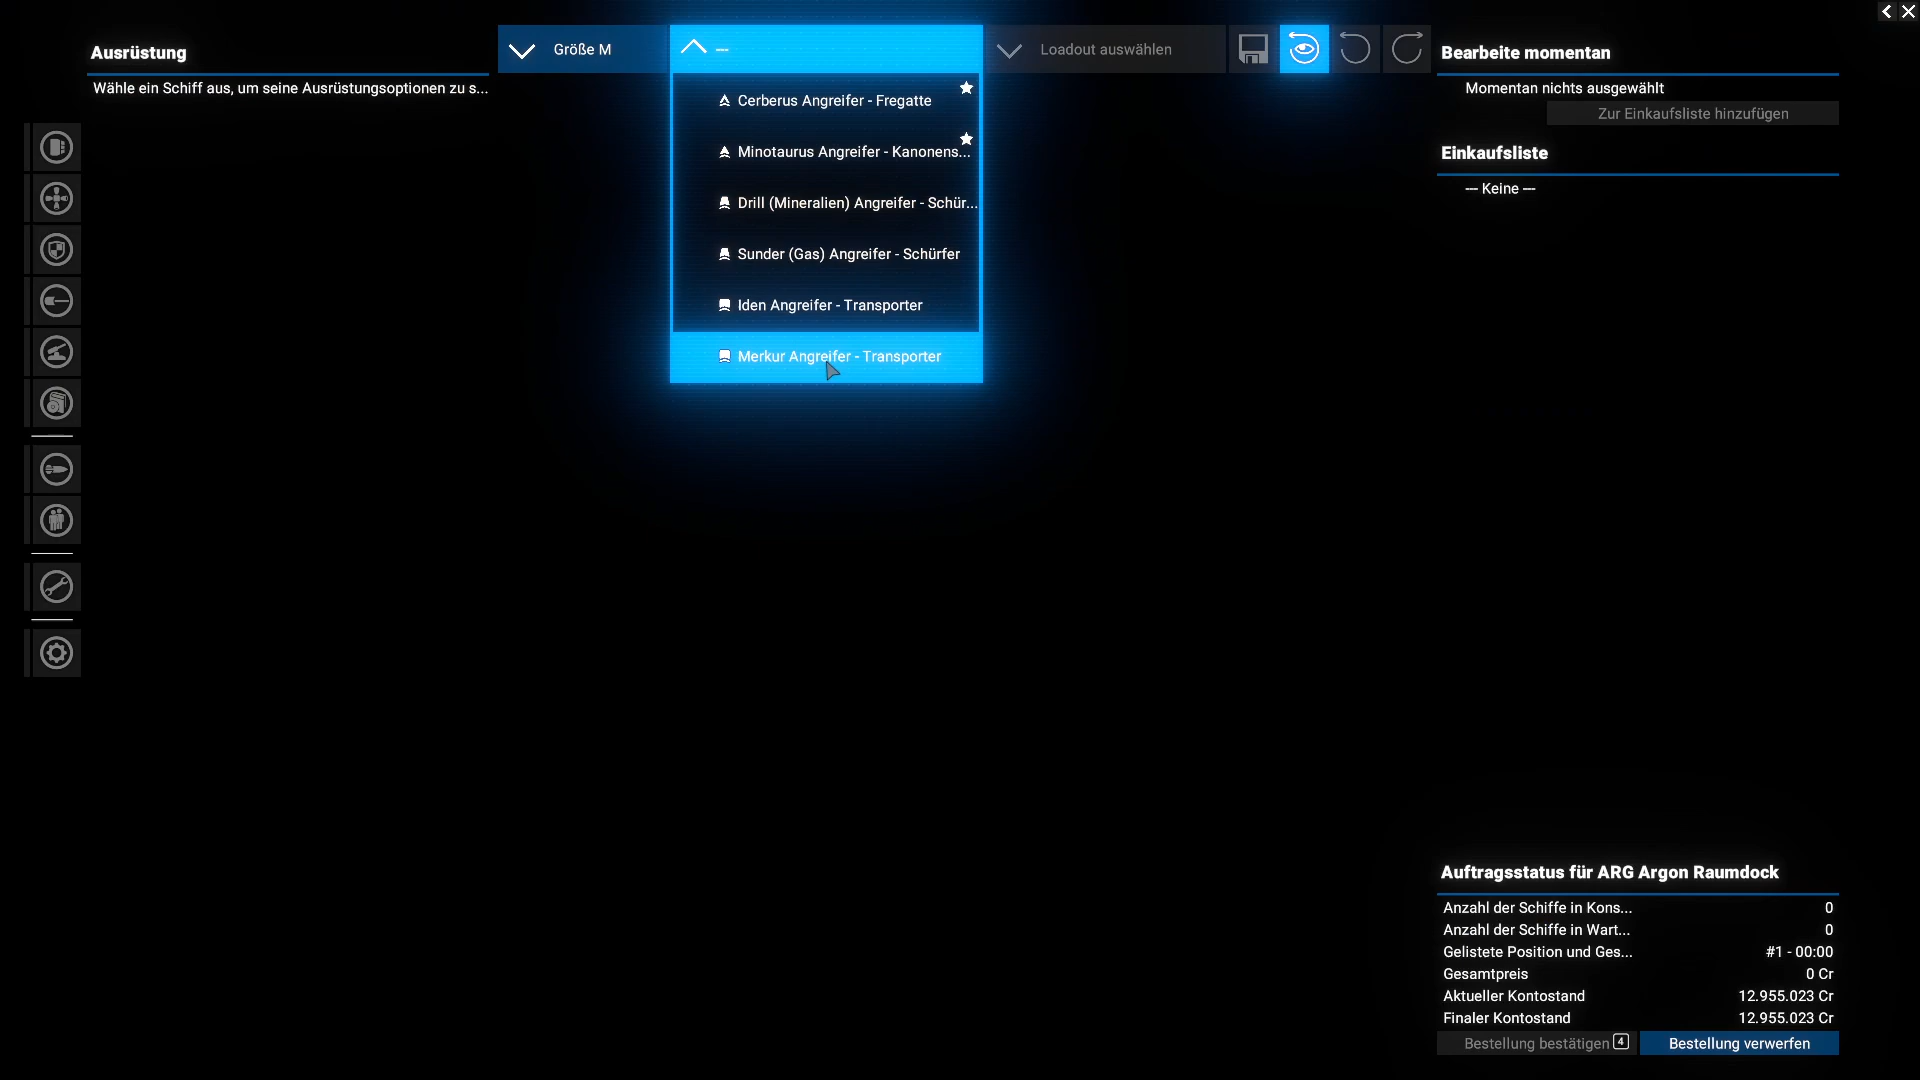 Ausrüstung
Wähle ein Schiff aus, um seine Ausrüstungsoptionen zu s...
Größe M
---
Loadout auswählen
Cerberus Angreifer - Fregatte
Minotaurus Angreifer - Kanonens...
Drill (Mineralien) Angreifer - Schür...
Sunder (Gas) Angreifer - Schürfer
Iden Angreifer - Transporter
Merkur Angreifer - Transporter
Bearbeite momentan
Momentan nichts ausgewählt
Zur Einkaufsliste hinzufügen
Einkaufsliste
--- Keine ---
Auftragsstatus für ARG Argon Raumdock
Anzahl der Schiffe in Kons... 0
Anzahl der Schiffe in Wart... 0
Gelistete Position und Ges... #1 - 00:00
Gesamtpreis 0 Cr
Aktueller Kontostand 12.955.023 Cr
Finaler Kontostand 12.955.023 Cr
Bestellung bestätigen 4
Bestellung verwerfen